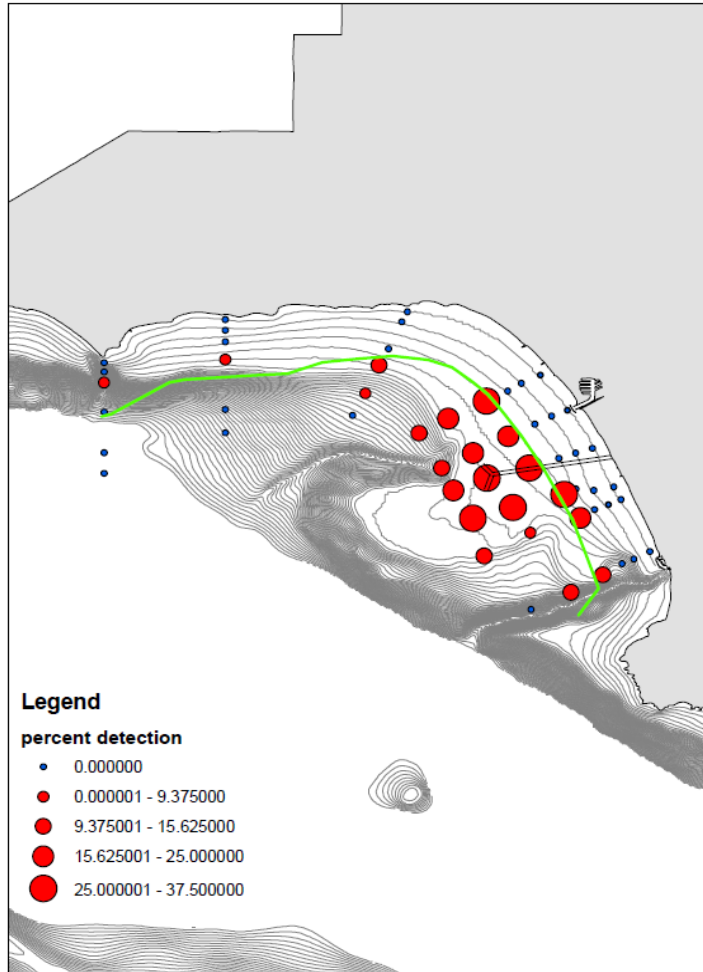 Legend
percent detection
0.000000
0.000001 - 9.375000
9.375001 - 15.625000
15.625001 - 25.000000
25.000001 - 37.500000